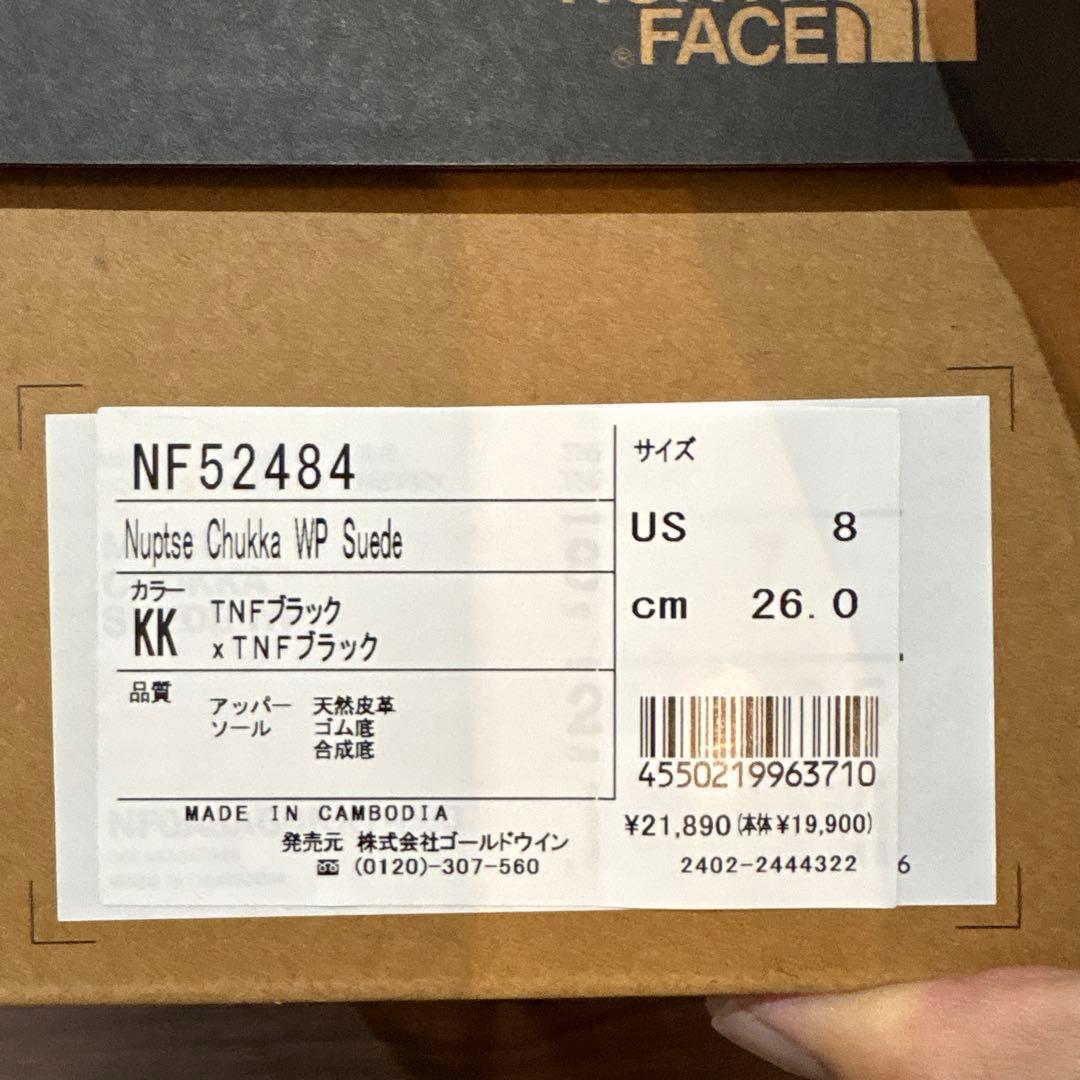 FACE
®
NF52484
Nuptse Chukka WP Suede
カラー
KK
TNFブラック
xTNFブラック
品質
アッパー 天然皮革
ソール ゴム底
合成底
MADE IN CAMBODIA
発売元 株式会社ゴールドウイン
(0120)-307-560
サイズ
US 8
cm 26.0
4550219963710
¥21,890(本体¥19,900)
2402-2444322
6